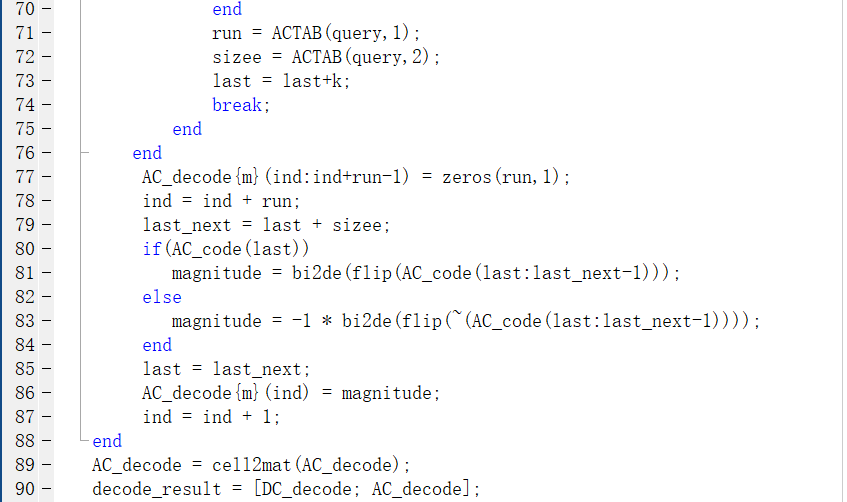 70 - end
71 - run = ACTAB(query,1);
72 - sizee = ACTAB(query,2);
73 - last = last+k;
74 - break;
75 - end
76 - end
77 - AC_decode{m}(ind:ind+run-1) = zeros(run,1);
78 - ind = ind + run;
79 - last_next = last + sizee;
80 - if(AC_code(last))
81 - magnitude = bi2de(flip(AC_code(last:last_next-1)));
82 - else
83 - magnitude = -1 * bi2de(flip(~(AC_code(last:last_next-1))));
84 - end
85 - last = last_next;
86 - AC_decode{m}(ind) = magnitude;
87 - ind = ind + 1;
88 - end
89 - AC_decode = cell2mat(AC_decode);
90 - decode_result = [DC_decode; AC_decode];